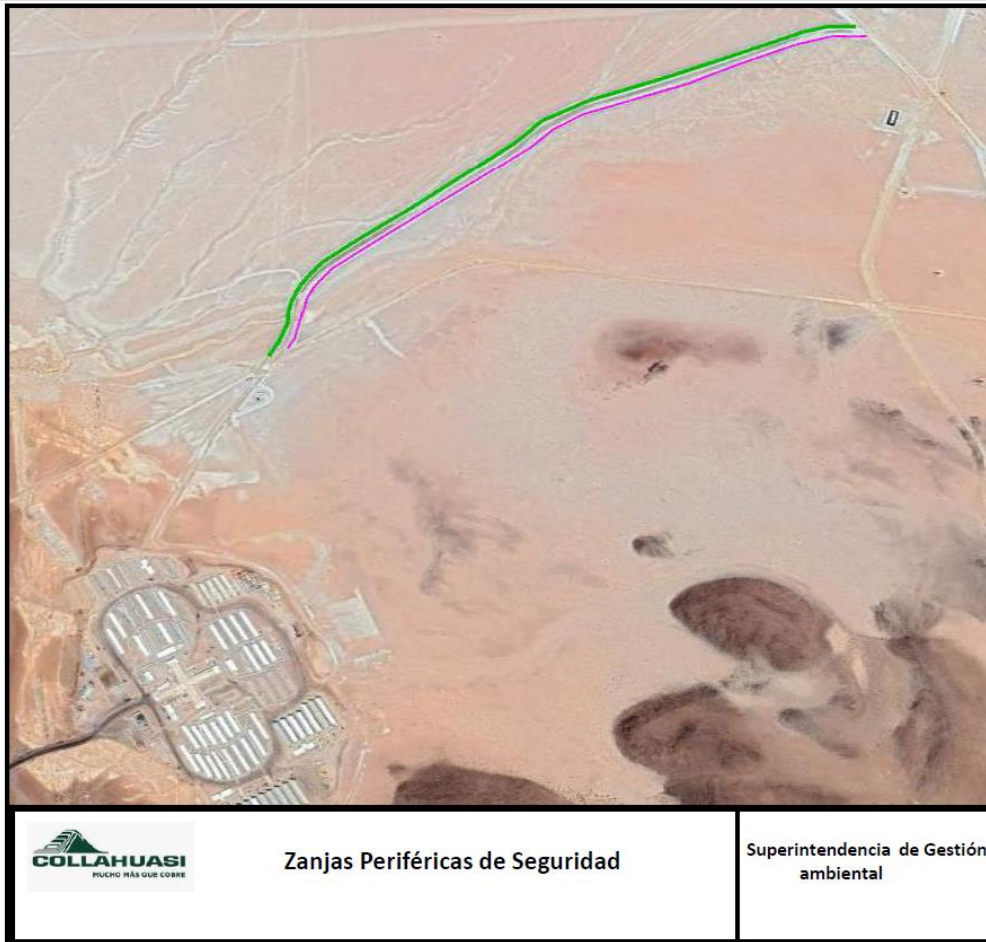 COLLAHUASI
MUCHO MÁS QUE COBRE
Zanjas Periféricas de Seguridad
Superintendencia de Gestión
ambiental